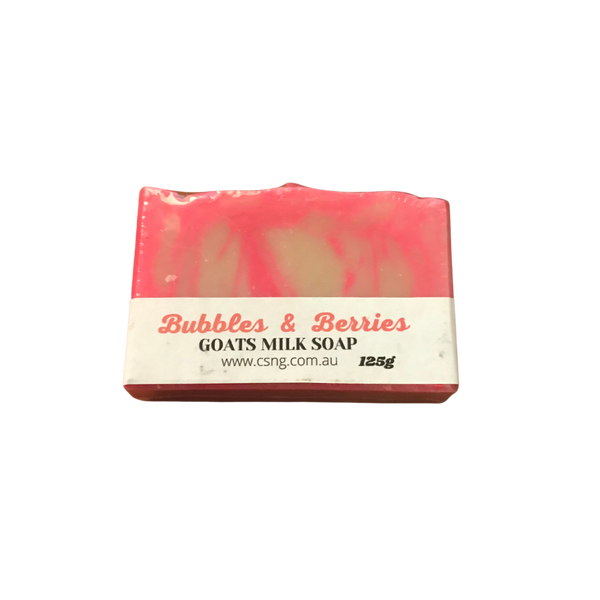 Bubbles & Berries
GOATS MILK SOAP
www.csng.com.au 125g